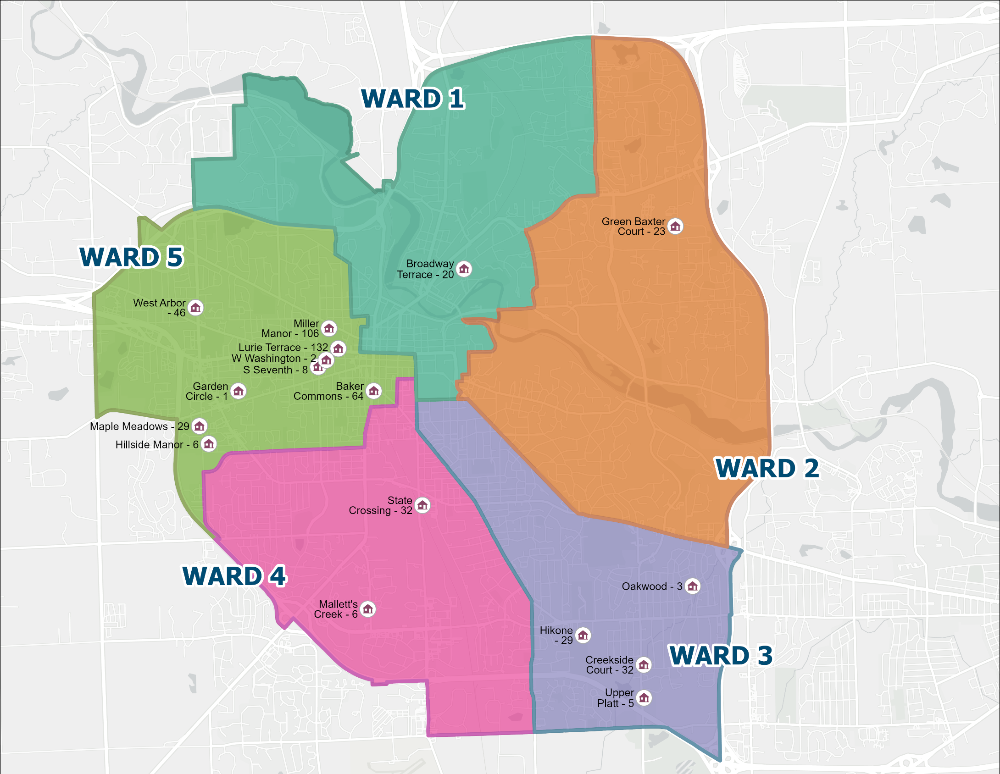 WARD 1
Green Baxter
Court - 23
WARD 5
Broadway
Terrace - 20
West Arbor
- 46
Miller
Manor - 106
Lurie Terrace - 132
W Washington - 2
S Seventh - 8
Garden
Circle - 1
Baker
Commons - 64
Maple Meadows - 29
Hillside Manor - 6
WARD 2
State
Crossing - 32
WARD 4
Oakwood - 3
Mallett's
Creek - 6
Hikone
- 29
WARD 3
Creekside
Court - 32
Upper
Platt - 5